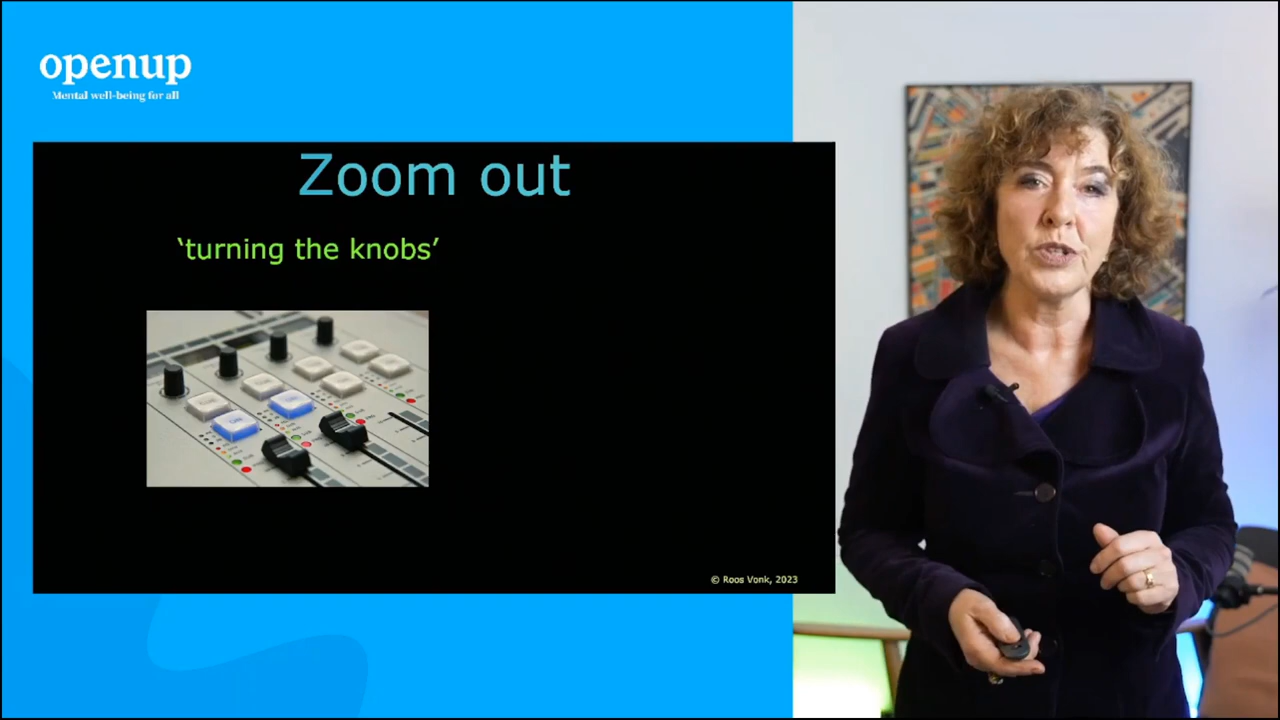 openup
Mental well-being for all
Zoom out
‘turning the knobs’
© Roos Vonk, 2023